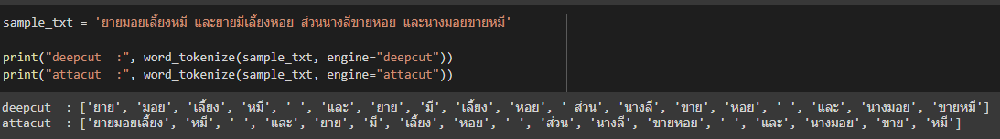 sample_txt = 'ยายมอยเลี้ยงหมี และยายมีเลี้ยงหอย ส่วนนางลีขายหอย และนางมอยขายหมี'
print("deepcut  :", word_tokenize(sample_txt, engine="deepcut"))
print("attacut  :", word_tokenize(sample_txt, engine="attacut"))
deepcut  : ['ยาย', 'มอย', 'เลี้ยง', 'หมี', ' ', 'และ', 'ยาย', 'มี', 'เลี้ยง', 'หอย', ' ส่วน', 'นางลี', 'ขาย', 'หอย', ' ', 'และ', 'นางมอย', 'ขายหมี']
attacut  : ['ยายมอยเลี้ยง', 'หมี', ' ', 'และ', 'ยาย', 'มี', 'เลี้ยง', 'หอย', ' ', 'ส่วน', 'นางลี', 'ขายหอย', ' ', 'และ', 'นางมอย', 'ขาย', 'หมี']